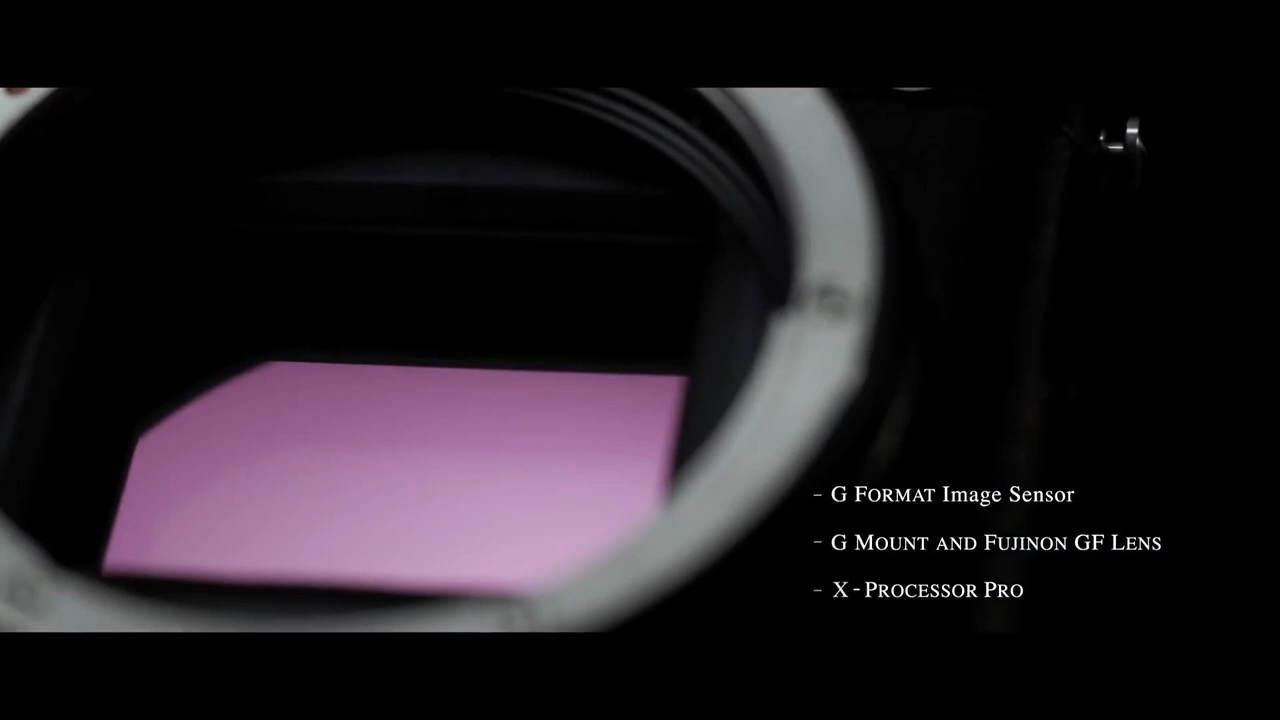 – G FORMAT Image Sensor
– G MOUNT AND FUJINON GF LENS
– X-PROCESSOR PRO